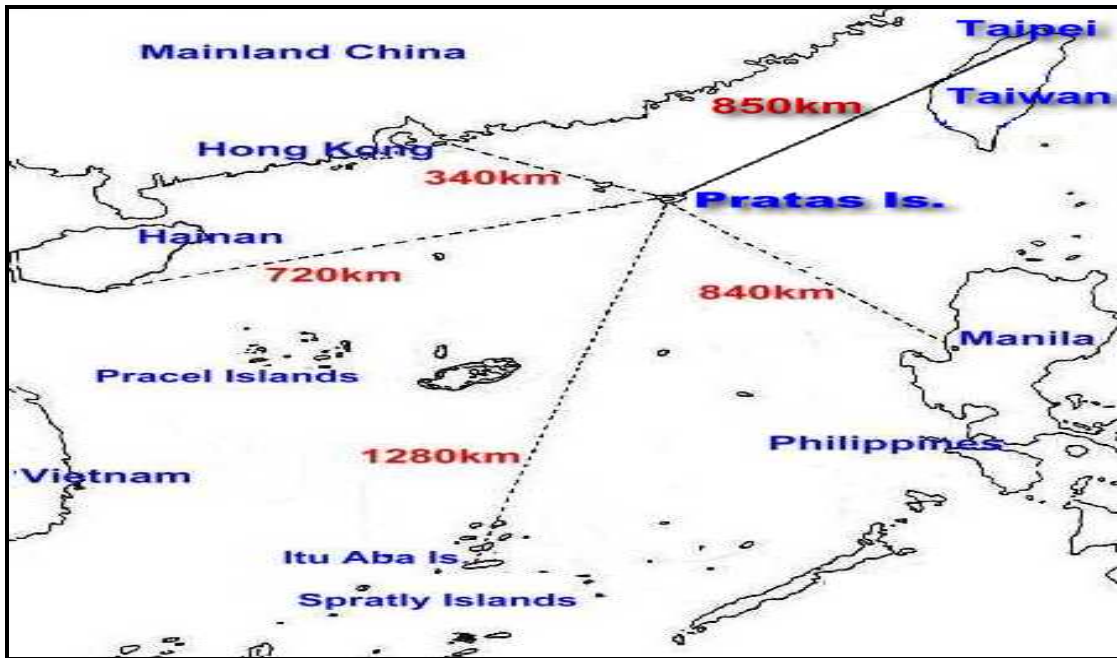 Taipei
Mainland China
Taiwan
850km
Hong Kong
340km
Pratas Is.
Hainan
720km
840km
Manila
Pracel Islands
Philippines
1280km
Vietnam
Itu Aba Is.
Spratly Islands